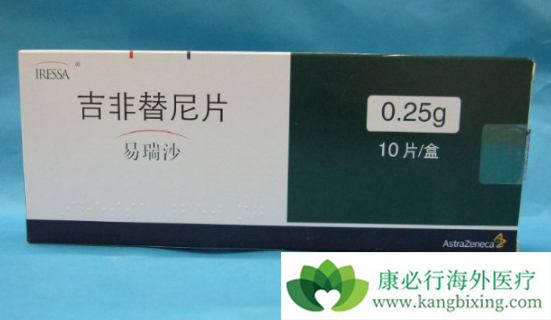 IRESSA®
吉非替尼片
易瑞沙
0.25g
10片/盒
AstraZeneca
康必行海外医疗
www.kangbixing.com